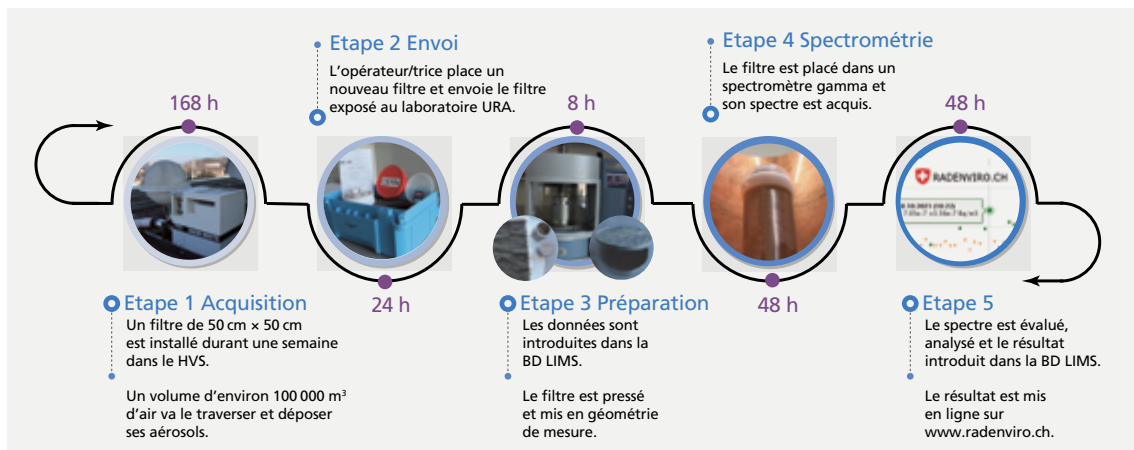 Etape 2 Envoi
L’opérateur/trice place un
nouveau filtre et envoie le filtre
exposé au laboratoire URA.
Etape 4 Spectrométrie
Le filtre est placé dans un
spectromètre gamma et
son spectre est acquis.
168 h
8 h
48 h
RADENVIRO.CH
24 h
48 h
Etape 1 Acquisition
Un filtre de 50 cm × 50 cm
est installé durant une semaine
dans le HVS.
Un volume d’environ 100 000 m³
d’air va le traverser et déposer
ses aérosols.
Etape 3 Préparation
Les données sont
introduites dans la
BD LIMS.
Le filtre est pressé
et mis en géométrie
de mesure.
Etape 5
Le spectre est évalué,
analysé et le résultat
introduit dans la BD LIMS.
Le résultat est mis
en ligne sur
www.radenviro.ch.